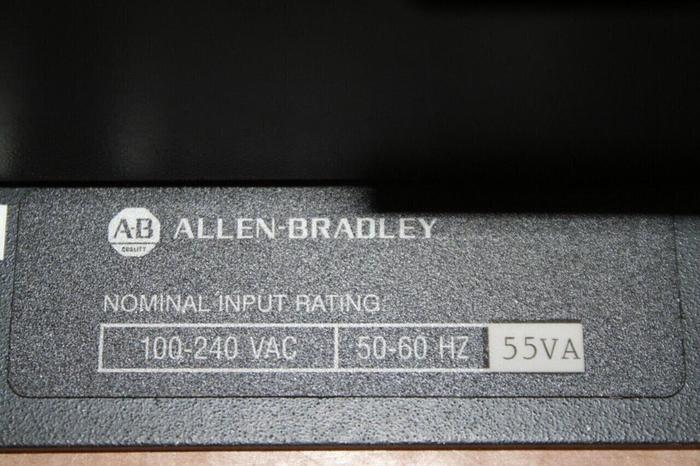 AB
QUALITY
ALLEN-BRADLEY
NOMINAL INPUT RATING
100-240 VAC 50-60 HZ 55VA